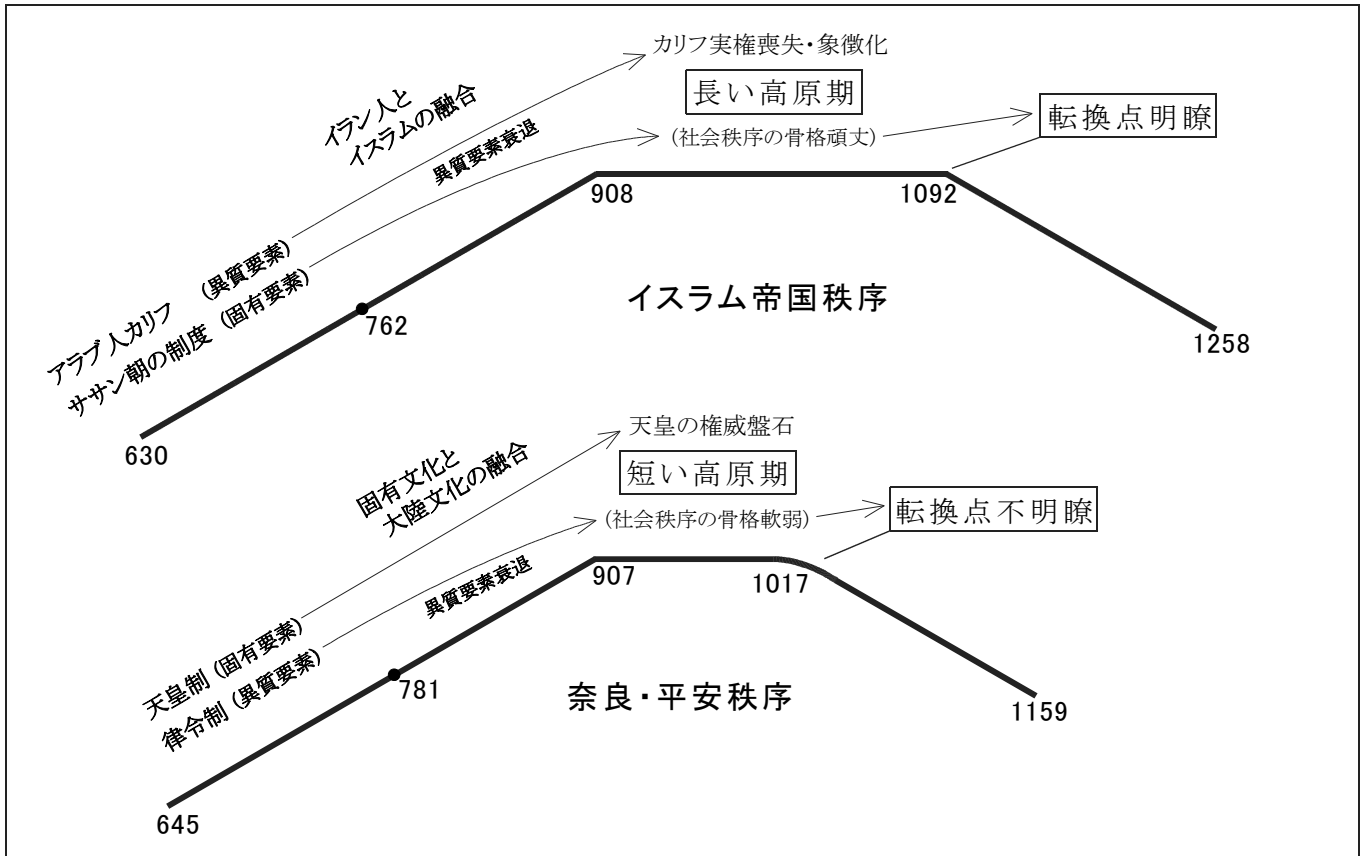 カリフ実権喪失・象徴化
長い高原期
イラン人と
イスラムの融合
異質要素衰退
(社会秩序の骨格頑丈)
転換点明瞭
908
1092
アラブ人カリフ (異質要素)
ササン朝の制度 (固有要素)
762
イスラム帝国秩序
1258
630
天皇の権威盤石
短い高原期
固有文化と
大陸文化の融合
(社会秩序の骨格軟弱)
転換点不明瞭
異質要素衰退
907
1017
天皇制 (固有要素)
律令制 (異質要素)
781
奈良・平安秩序
1159
645